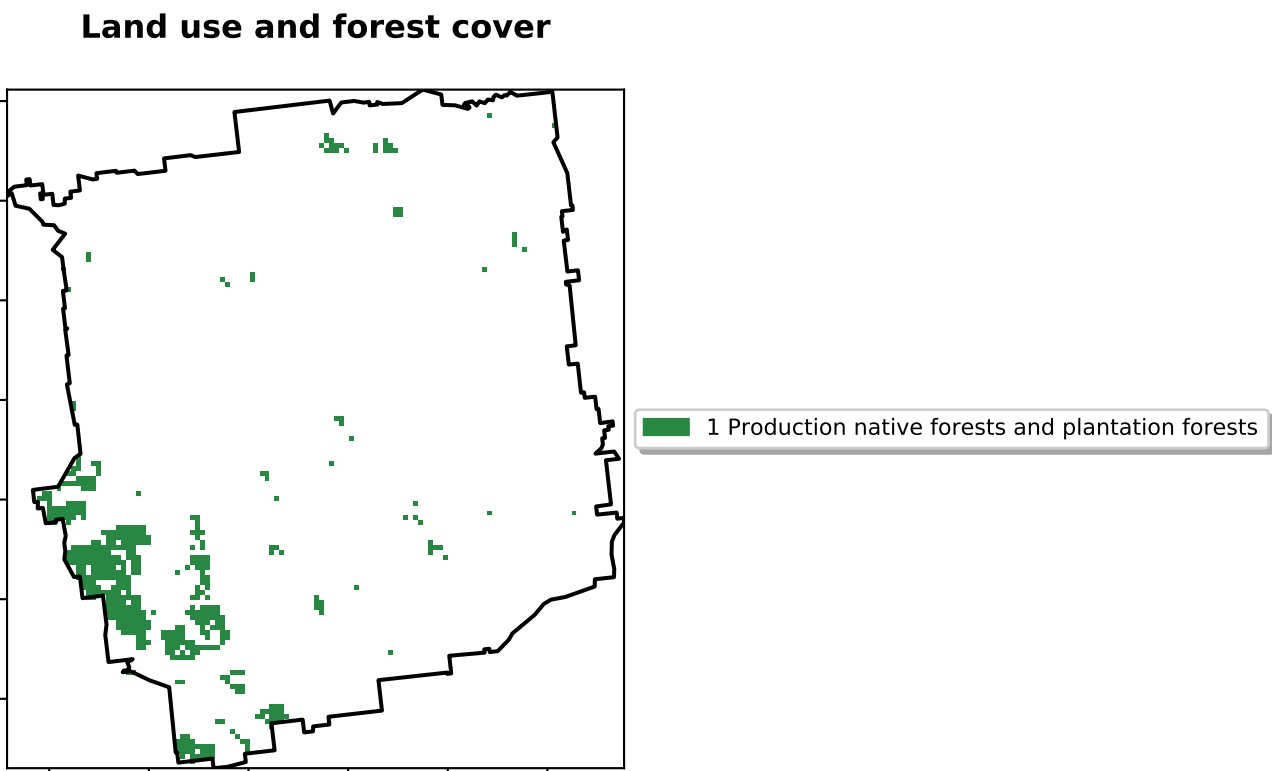 Land use and forest cover
1 Production native forests and plantation forests